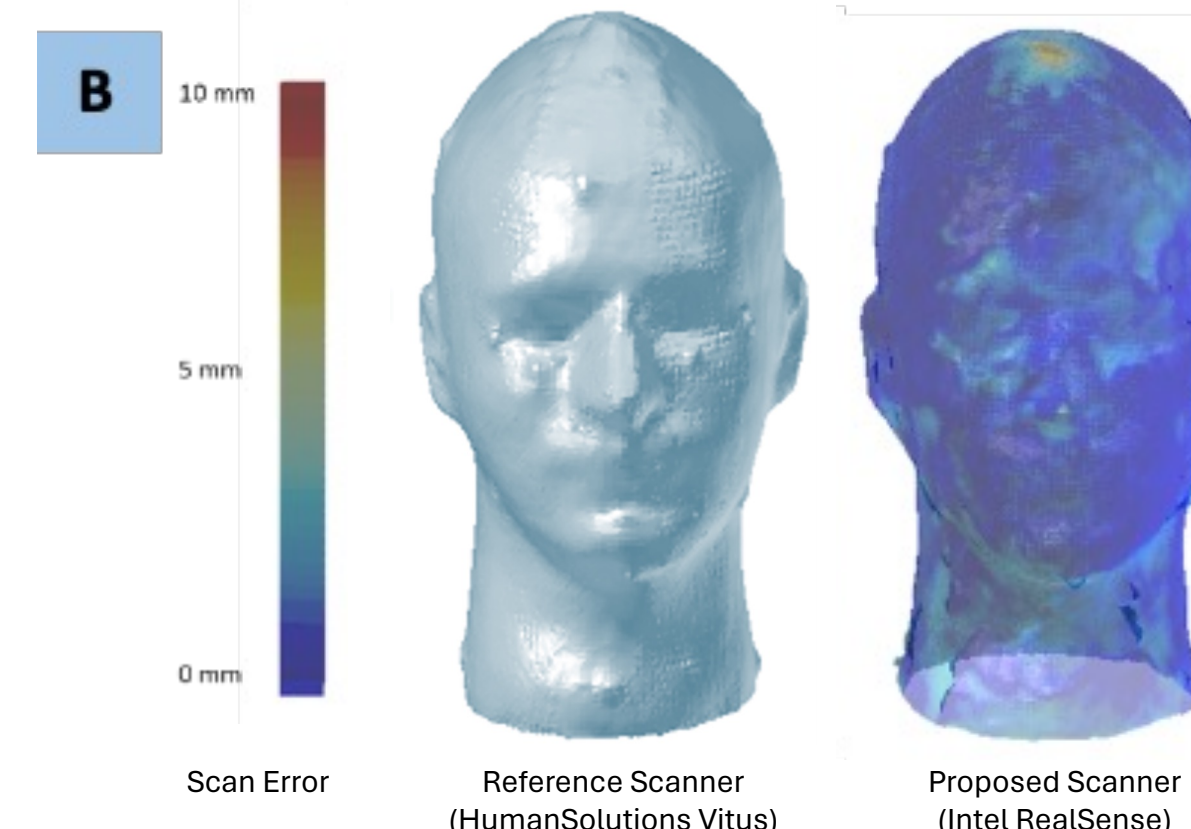 B
10 mm
5 mm
0 mm
Scan Error
Reference Scanner
(HumanSolutions Vitus)
Proposed Scanner
(Intel RealSense)